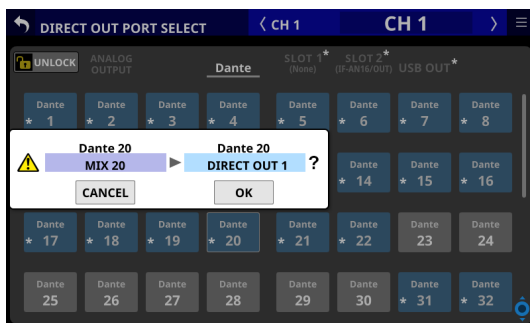 DIRECT OUT PORT SELECT CH 1 CH 1
UNLOCK
ANALOG
OUTPUT
Dante
SLOT 1*
(None)
SLOT 2*
(IF-AN16/OUT)
USB OUT*
Dante Dante Dante Dante Dante Dante Dante Dante
* 1 * 2 * 3 * 4 * 5 * 6 * 7 * 8
Dante 20 Dante 20
MIX 20 DIRECT OUT 1 ?
CANCEL OK
Dante Dante Dante
* 14 * 15 * 16
Dante Dante Dante Dante Dante Dante Dante Dante
* 17 * 18 * 19 * 20 * 21 * 22 23 24
Dante Dante Dante Dante Dante Dante Dante Dante
25 26 27 28 29 30 * 31 * 32